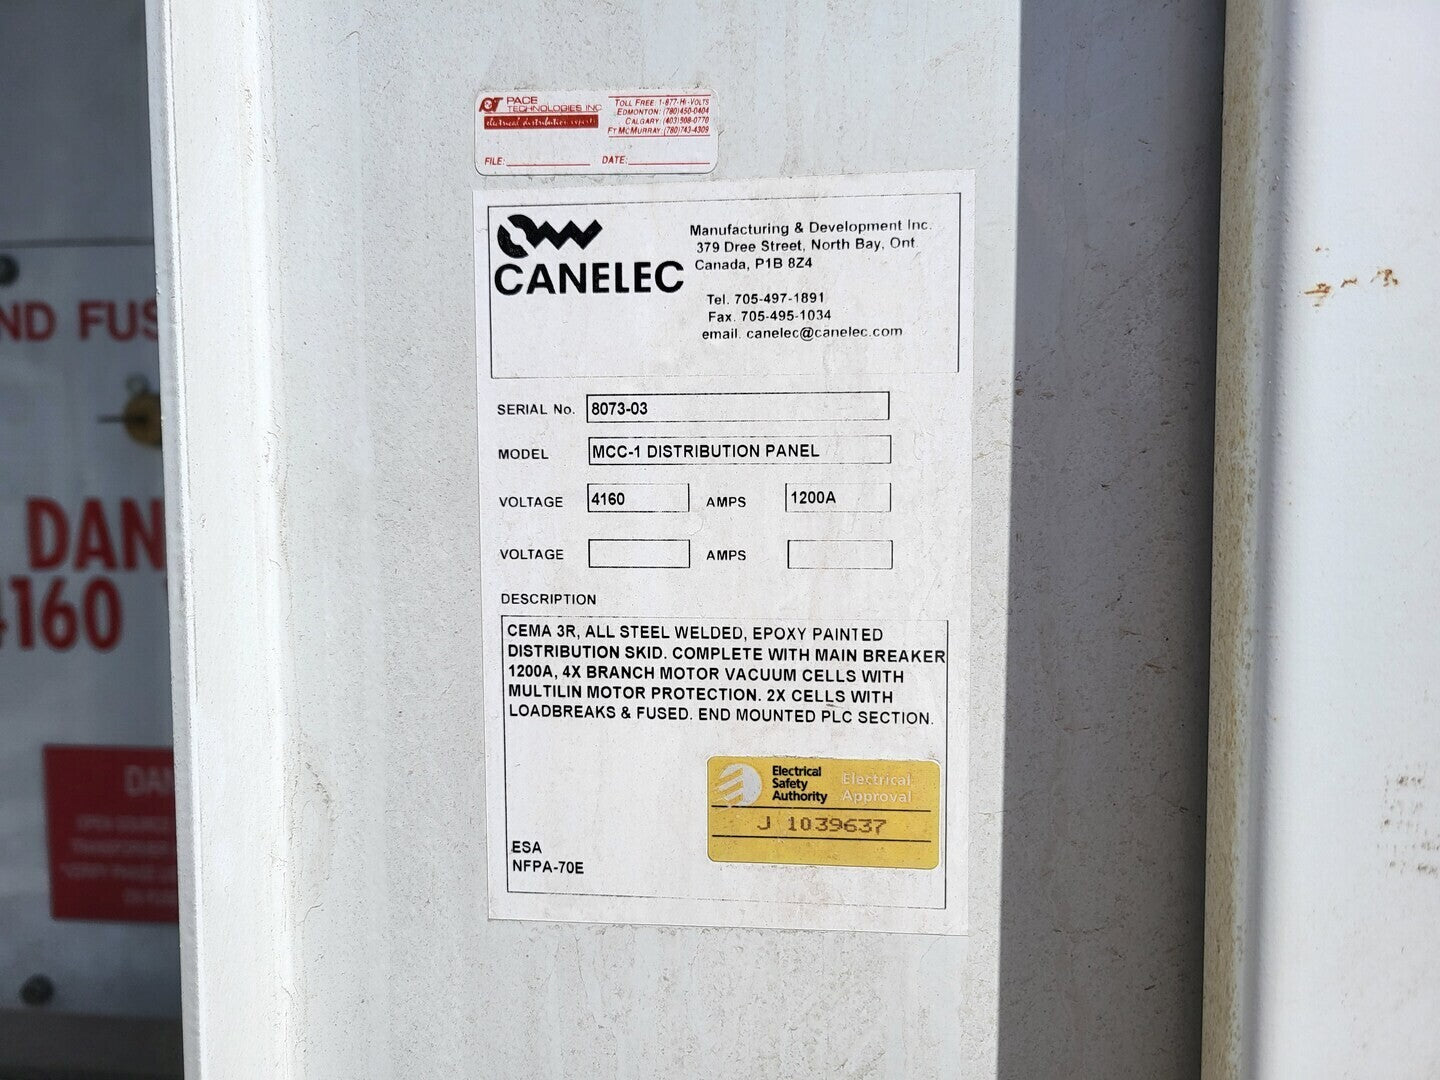 PACE
TECHNOLOGIES INC
electrical distribution experts
TOLL FREE: 1-877-HI-VOLTS
EDMONTON: (780)450-0404
CALGARY: (403)508-0770
FT MCMURRAY: (780)743-4309
FILE: DATE:
CANELEC
Manufacturing & Development Inc.
379 Dree Street, North Bay, Ont.
Canada, P1B 8Z4
Tel. 705-497-1891
Fax. 705-495-1034
email. canelec@canelec.com
SERIAL No. 8073-03
MODEL MCC-1 DISTRIBUTION PANEL
VOLTAGE 4160 AMPS 1200A
VOLTAGE AMPS
DESCRIPTION
CEMA 3R, ALL STEEL WELDED, EPOXY PAINTED
DISTRIBUTION SKID. COMPLETE WITH MAIN BREAKER
1200A, 4X BRANCH MOTOR VACUUM CELLS WITH
MULTILIN MOTOR PROTECTION. 2X CELLS WITH
LOADBREAKS & FUSED. END MOUNTED PLC SECTION.
Electrical
Safety
Authority
Electrical
Approval
J 1039637
ESA
NFPA-70E
ND FUS
DAN
4160
DAN